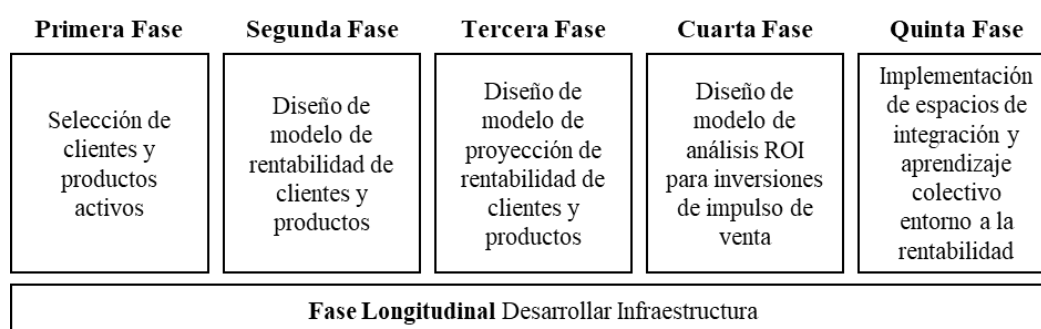 Primera Fase
Selección de
clientes y
productos
activos
Segunda Fase
Diseño de
modelo de
rentabilidad de
clientes y
productos
Tercera Fase
Diseño de
modelo de
proyección de
rentabilidad de
clientes y
productos
Cuarta Fase
Diseño de
modelo de
análisis ROI
para inversiones
de impulso de
venta
Quinta Fase
Implementación
de espacios de
integración y
aprendizaje
colectivo
entorno a la
rentabilidad
Fase Longitudinal Desarrollar Infraestructura